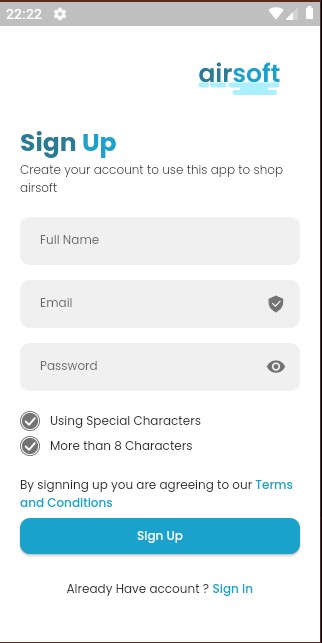 22:22
airsoft
Sign Up
Create your account to use this app to shop
airsoft
Full Name
Email
Password
Using Special Characters
More than 8 Characters
By signning up you are agreeing to our Terms
and Conditions
SIgn Up
Already Have account ? Sign In